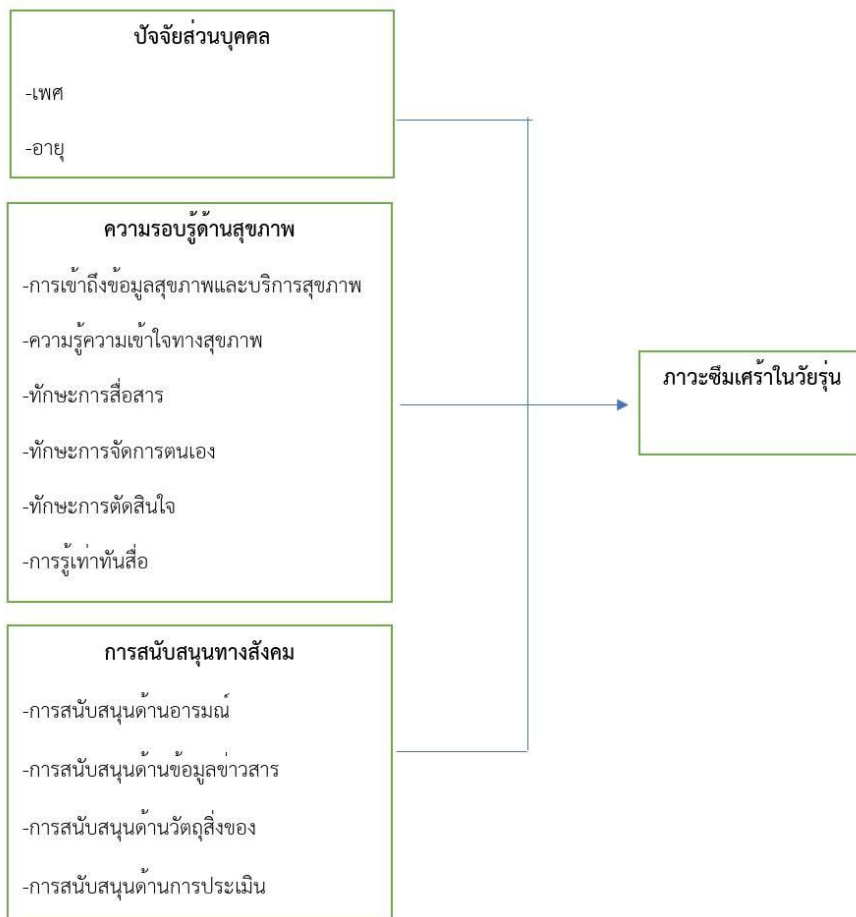 ปัจจัยส่วนบุคคล
-เพศ
-อายุ
ความรอบรู้ด้านสุขภาพ
-การเข้าถึงข้อมูลสุขภาพและบริการสุขภาพ
-ความรู้ความเข้าใจทางสุขภาพ
-ทักษะการสื่อสาร
-ทักษะการจัดการตนเอง
-ทักษะการตัดสินใจ
-การรู้เท่าทันสื่อ
การสนับสนุนทางสังคม
-การสนับสนุนด้านอารมณ์
-การสนับสนุนด้านข้อมูลข่าวสาร
-การสนับสนุนด้านวัตถุสิ่งของ
-การสนับสนุนด้านการประเมิน
ภาวะซึมเศร้าในวัยรุ่น